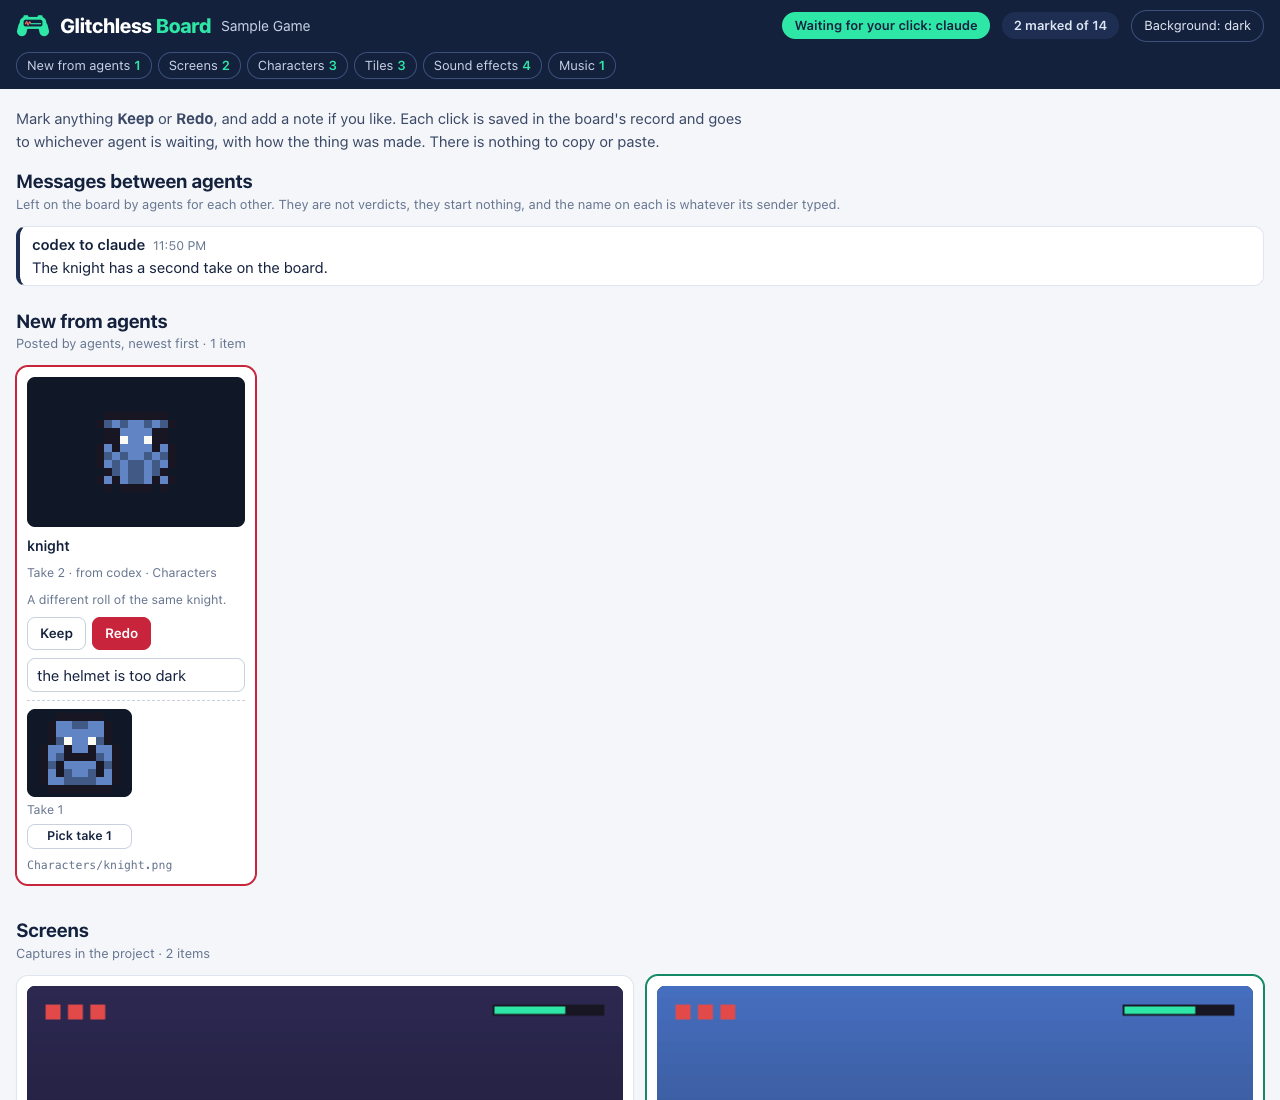 Glitchless Board Sample Game
Waiting for your click: claude
2 marked of 14
Background: dark
New from agents 1
Screens 2
Characters 3
Tiles 3
Sound effects 4
Music 1
Mark anything Keep or Redo, and add a note if you like. Each click is saved in the board's record and goes
to whichever agent is waiting, with how the thing was made. There is nothing to copy or paste.
Messages between agents
Left on the board by agents for each other. They are not verdicts, they start nothing, and the name on each is whatever its sender typed.
codex to claude 11:50 PM
The knight has a second take on the board.
New from agents
Posted by agents, newest first · 1 item
knight
Take 2 · from codex · Characters
A different roll of the same knight.
Keep
Redo
the helmet is too dark
Take 1
Pick take 1
Characters/knight.png
Screens
Captures in the project · 2 items